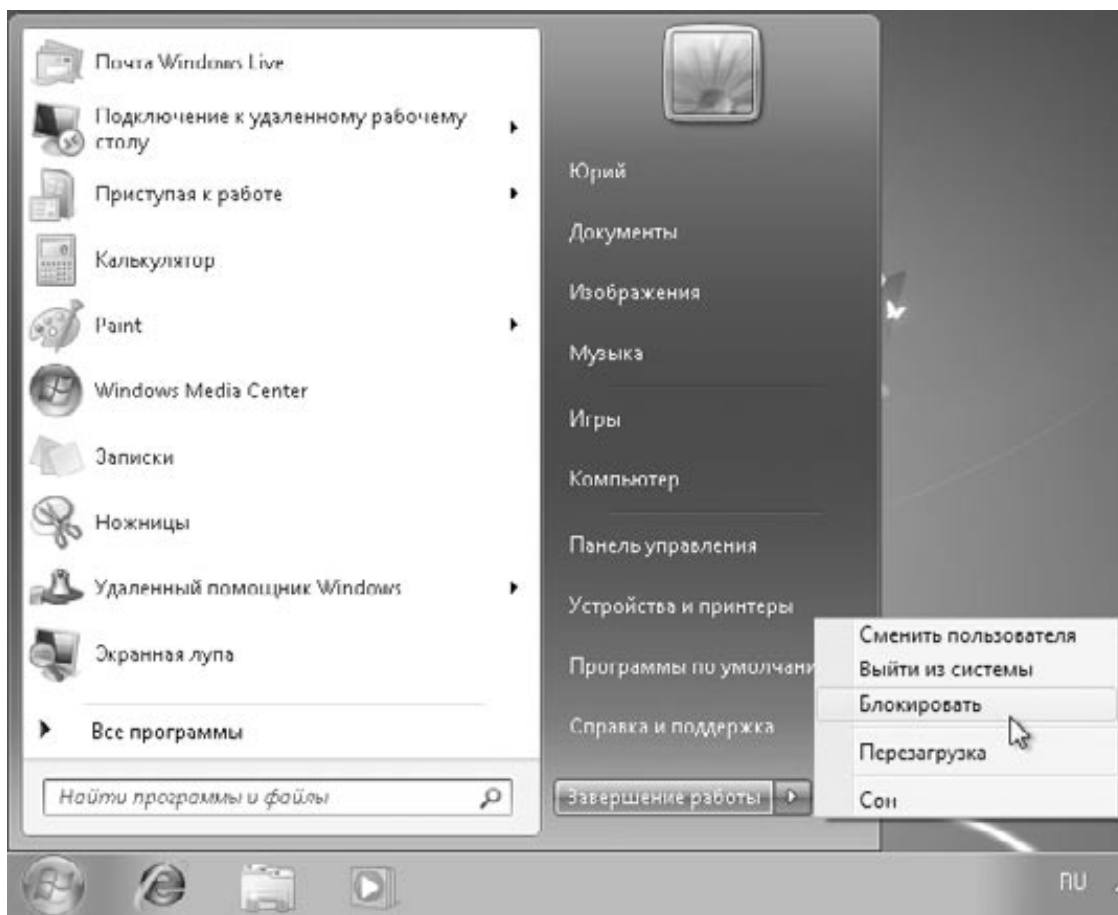 Почта Windows Live
Подключение к удаленному рабочему
столу
Приступая к работе
Калькулятор
Paint
Windows Media Center
Записки
Ножницы
Удаленный помощник Windows
Экранная лупа
Все программы
Найти программы и файлы
Юрий
Документы
Изображения
Музыка
Игры
Компьютер
Панель управления
Устройства и принтеры
Программы по умолчани
Справка и поддержка
Завершение работы
Сменить пользователя
Выйти из системы
Блокировать
Перезагрузка
Сон
RU